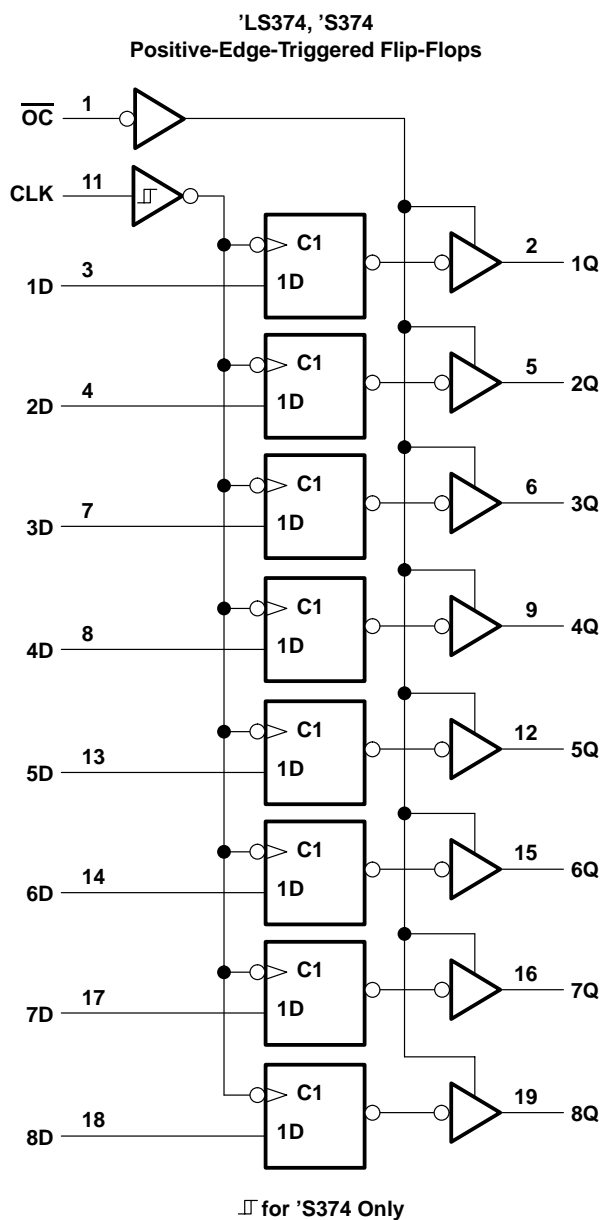 'LS374, 'S374
Positive-Edge-Triggered Flip-Flops
OC 1
CLK 11
C1
1D 3 1D 2 1Q
C1
2D 4 1D 5 2Q
C1
3D 7 1D 6 3Q
C1
4D 8 1D 9 4Q
C1
5D 13 1D 12 5Q
C1
6D 14 1D 15 6Q
C1
7D 17 1D 16 7Q
C1
8D 18 1D 19 8Q
for 'S374 Only